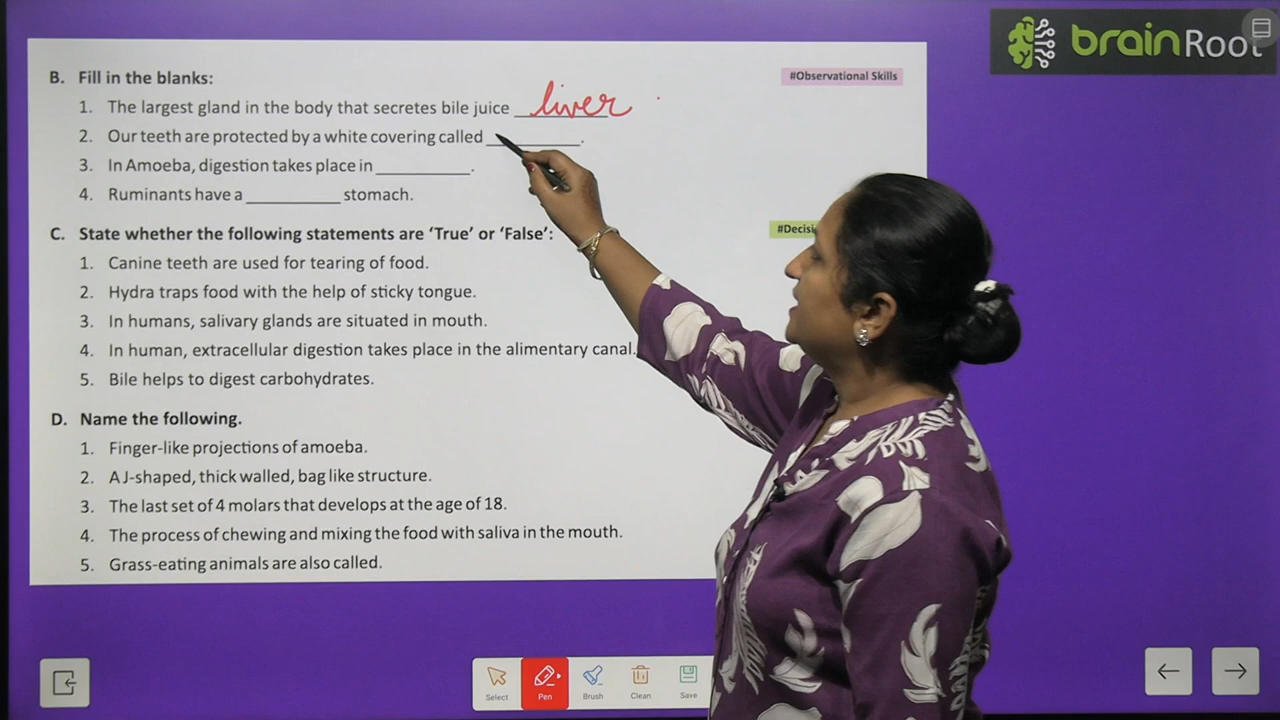 brainRoot
B. Fill in the blanks:
#Observational Skills
1. The largest gland in the body that secretes bile juice liver
2. Our teeth are protected by a white covering called __________.
3. In Amoeba, digestion takes place in __________.
4. Ruminants have a __________ stomach.
C. State whether the following statements are ‘True’ or ‘False’:
1. Canine teeth are used for tearing of food.
2. Hydra traps food with the help of sticky tongue.
3. In humans, salivary glands are situated in mouth.
4. In human, extracellular digestion takes place in the alimentary canal.
5. Bile helps to digest carbohydrates.
D. Name the following.
1. Finger-like projections of amoeba.
2. A J-shaped, thick walled, bag like structure.
3. The last set of 4 molars that develops at the age of 18.
4. The process of chewing and mixing the food with saliva in the mouth.
5. Grass-eating animals are also called.
Select Pen Brush Clean Save